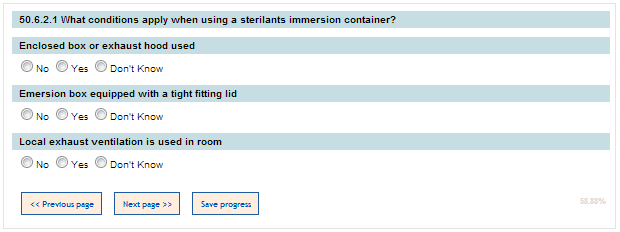 50.6.2.1 What conditions apply when using a sterilants immersion container?
Enclosed box or exhaust hood used
No Yes Don't Know
Emersion box equipped with a tight fitting lid
No Yes Don't Know
Local exhaust ventilation is used in room
No Yes Don't Know
<< Previous page Next page >> Save progress